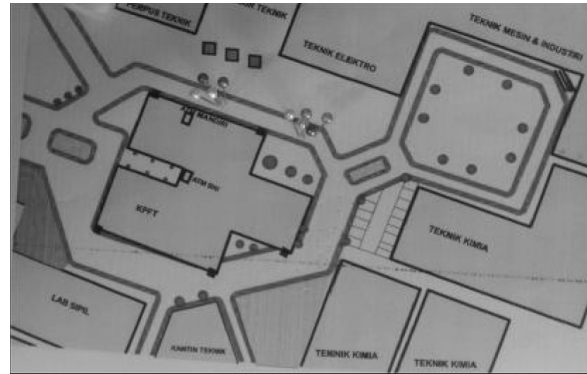 PERPUS TEKNIK
TEKNIK
TEKNIK ELEKTRO
TEKNIK MESIN & INDUSTRI
ATM MANDIRI
ATM BNI
KPFT
TEKNIK KIMIA
LAB SIPIL
KANTIN TEKNIK
TEMNIK KIMIA
TEKNIK KIMIA